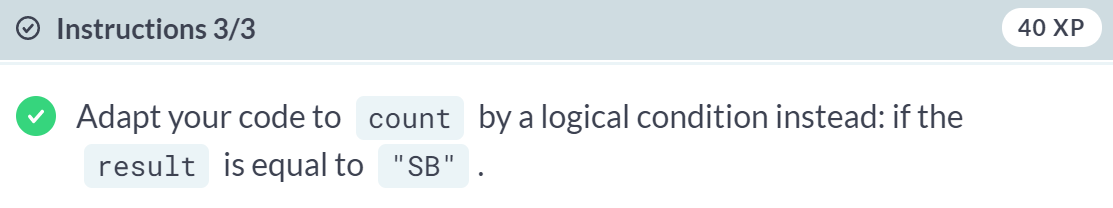 Instructions 3/3
40 XP
Adapt your code to count by a logical condition instead: if the
result is equal to "SB" .